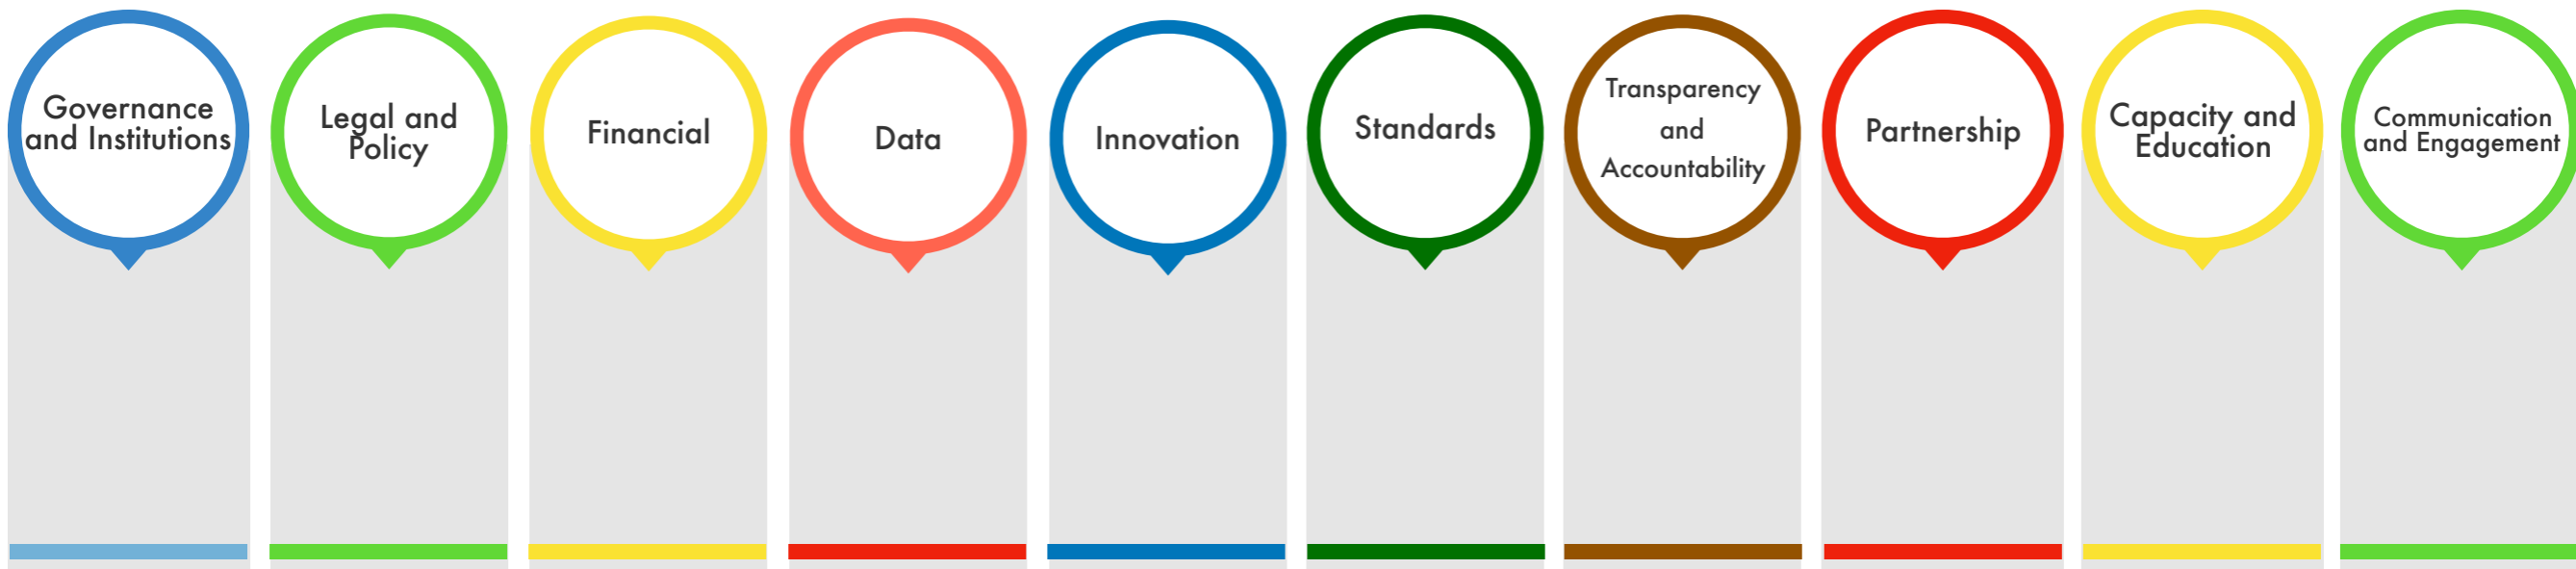 Governance
and Institutions
Legal and
Policy
Financial
Data
Innovation
Standards
Transparency
and
Accountability
Partnership
Capacity and
Education
Communication
and Engagement